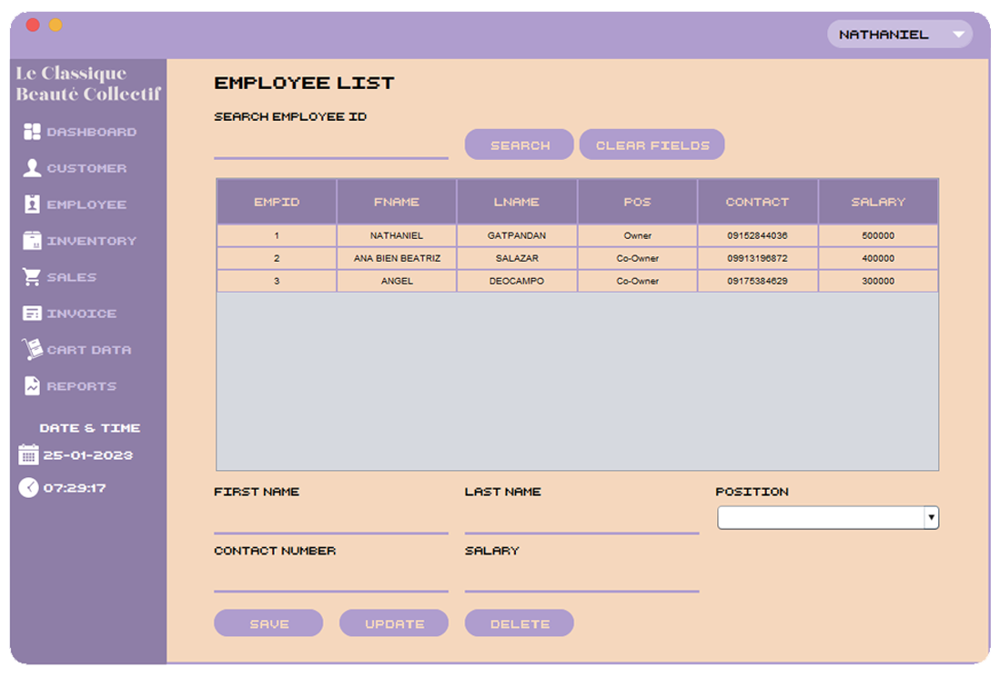 NATHANIEL
Le Classique
Beauté Collectif
DASHBOARD
CUSTOMER
EMPLOYEE
INVENTORY
SALES
INVOICE
CART DATA
REPORTS
DATE & TIME
25-01-2023
07:29:17
EMPLOYEE LIST
SEARCH EMPLOYEE ID
SEARCH CLEAR FIELDS
EMPID FNAME LNAME POS CONTACT SALARY
1 NATHANIEL GATPANDAN Owner 09152844036 500000
2 ANA BIEN BEATRIZ SALAZAR Co-Owner 09913196872 400000
3 ANGEL DEOCAMPO Co-Owner 09175384629 300000
FIRST NAME LAST NAME POSITION
CONTACT NUMBER SALARY
SAVE UPDATE DELETE